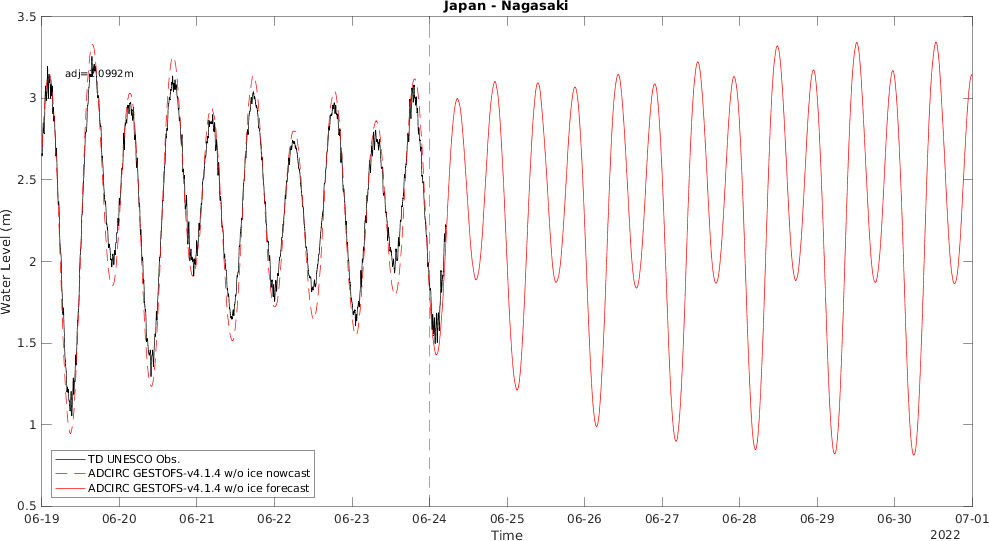 Japan - Nagasaki
3.5
3
2.5
2
1.5
1
0.5
Water Level (m)
TD UNESCO Obs.
ADCIRC GESTOFS-v4.1.4 w/o ice nowcast
ADCIRC GESTOFS-v4.1.4 w/o ice forecast
06-19 06-20 06-21 06-22 06-23 06-24 06-25 06-26 06-27 06-28 06-29 06-30 07-01
Time
2022